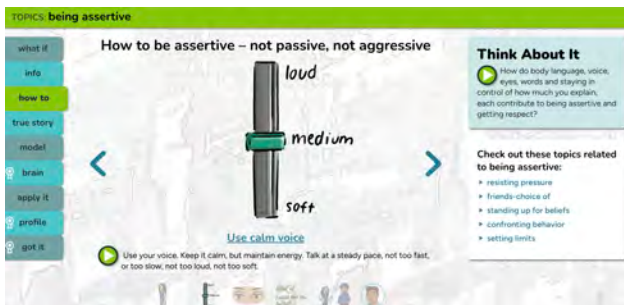 TOPICS: being assertive
what if
info
how to
true story
model
brain
apply it
profile
got it
How to be assertive – not passive, not aggressive
loud
medium
soft
Use calm voice
Use your voice. Keep it calm, but maintain energy. Talk at a steady pace, not too fast,
or too slow, not too loud, not too soft.
Think About It
How do body language, voice,
eyes, words and staying in
control of how much you explain,
each contribute to being assertive and
getting respect?
Check out these topics related
to being assertive:
resisting pressure
friends-choice of
standing up for beliefs
confronting behavior
setting limits